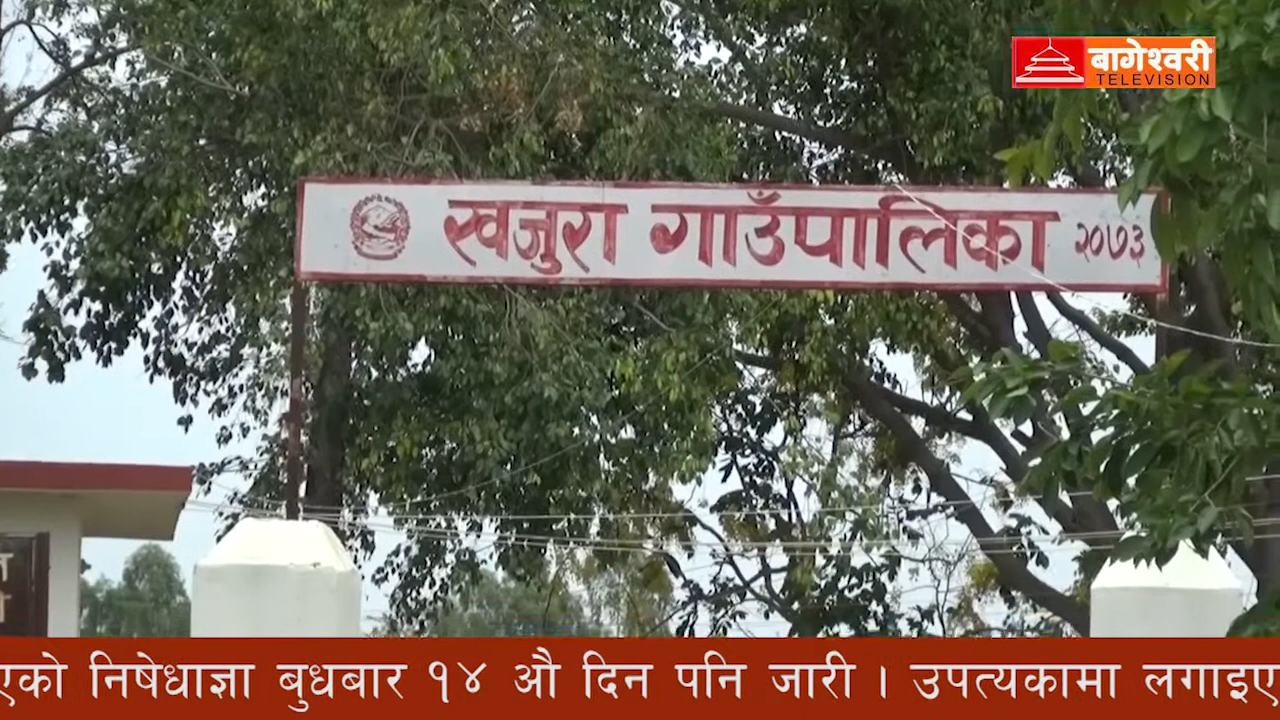 बागेश्वरी
TELEVISION
खजुरा गाउँपालिका २०७३
एको निषेधाज्ञा बुधबार १४ औ दिन पनि जारी । उपत्यकामा लगाइए